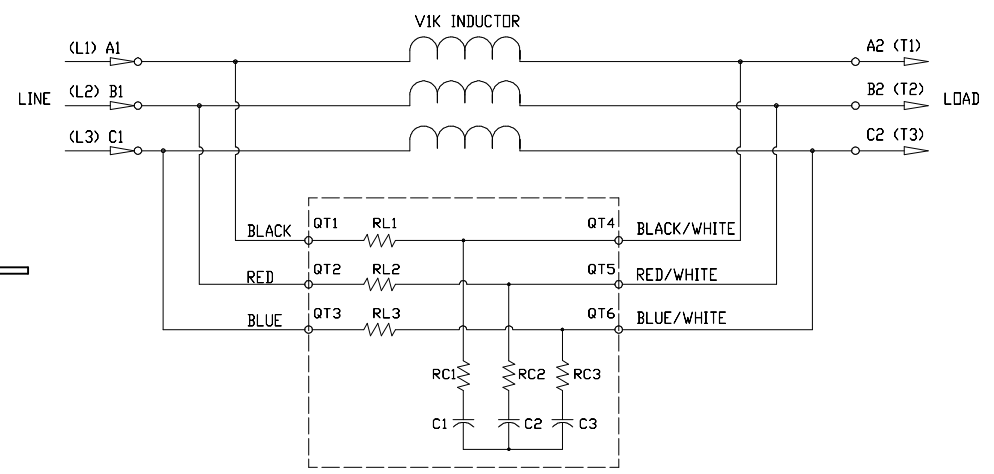 V1K INDUCTOR
(L1) A1
A2 (T1)
LINE
(L2) B1
B2 (T2)
LOAD
(L3) C1
C2 (T3)
BLACK
QT1
RL1
QT4
BLACK/WHITE
RED
QT2
RL2
QT5
RED/WHITE
BLUE
QT3
RL3
QT6
BLUE/WHITE
RC1
RC2
RC3
C1
C2
C3